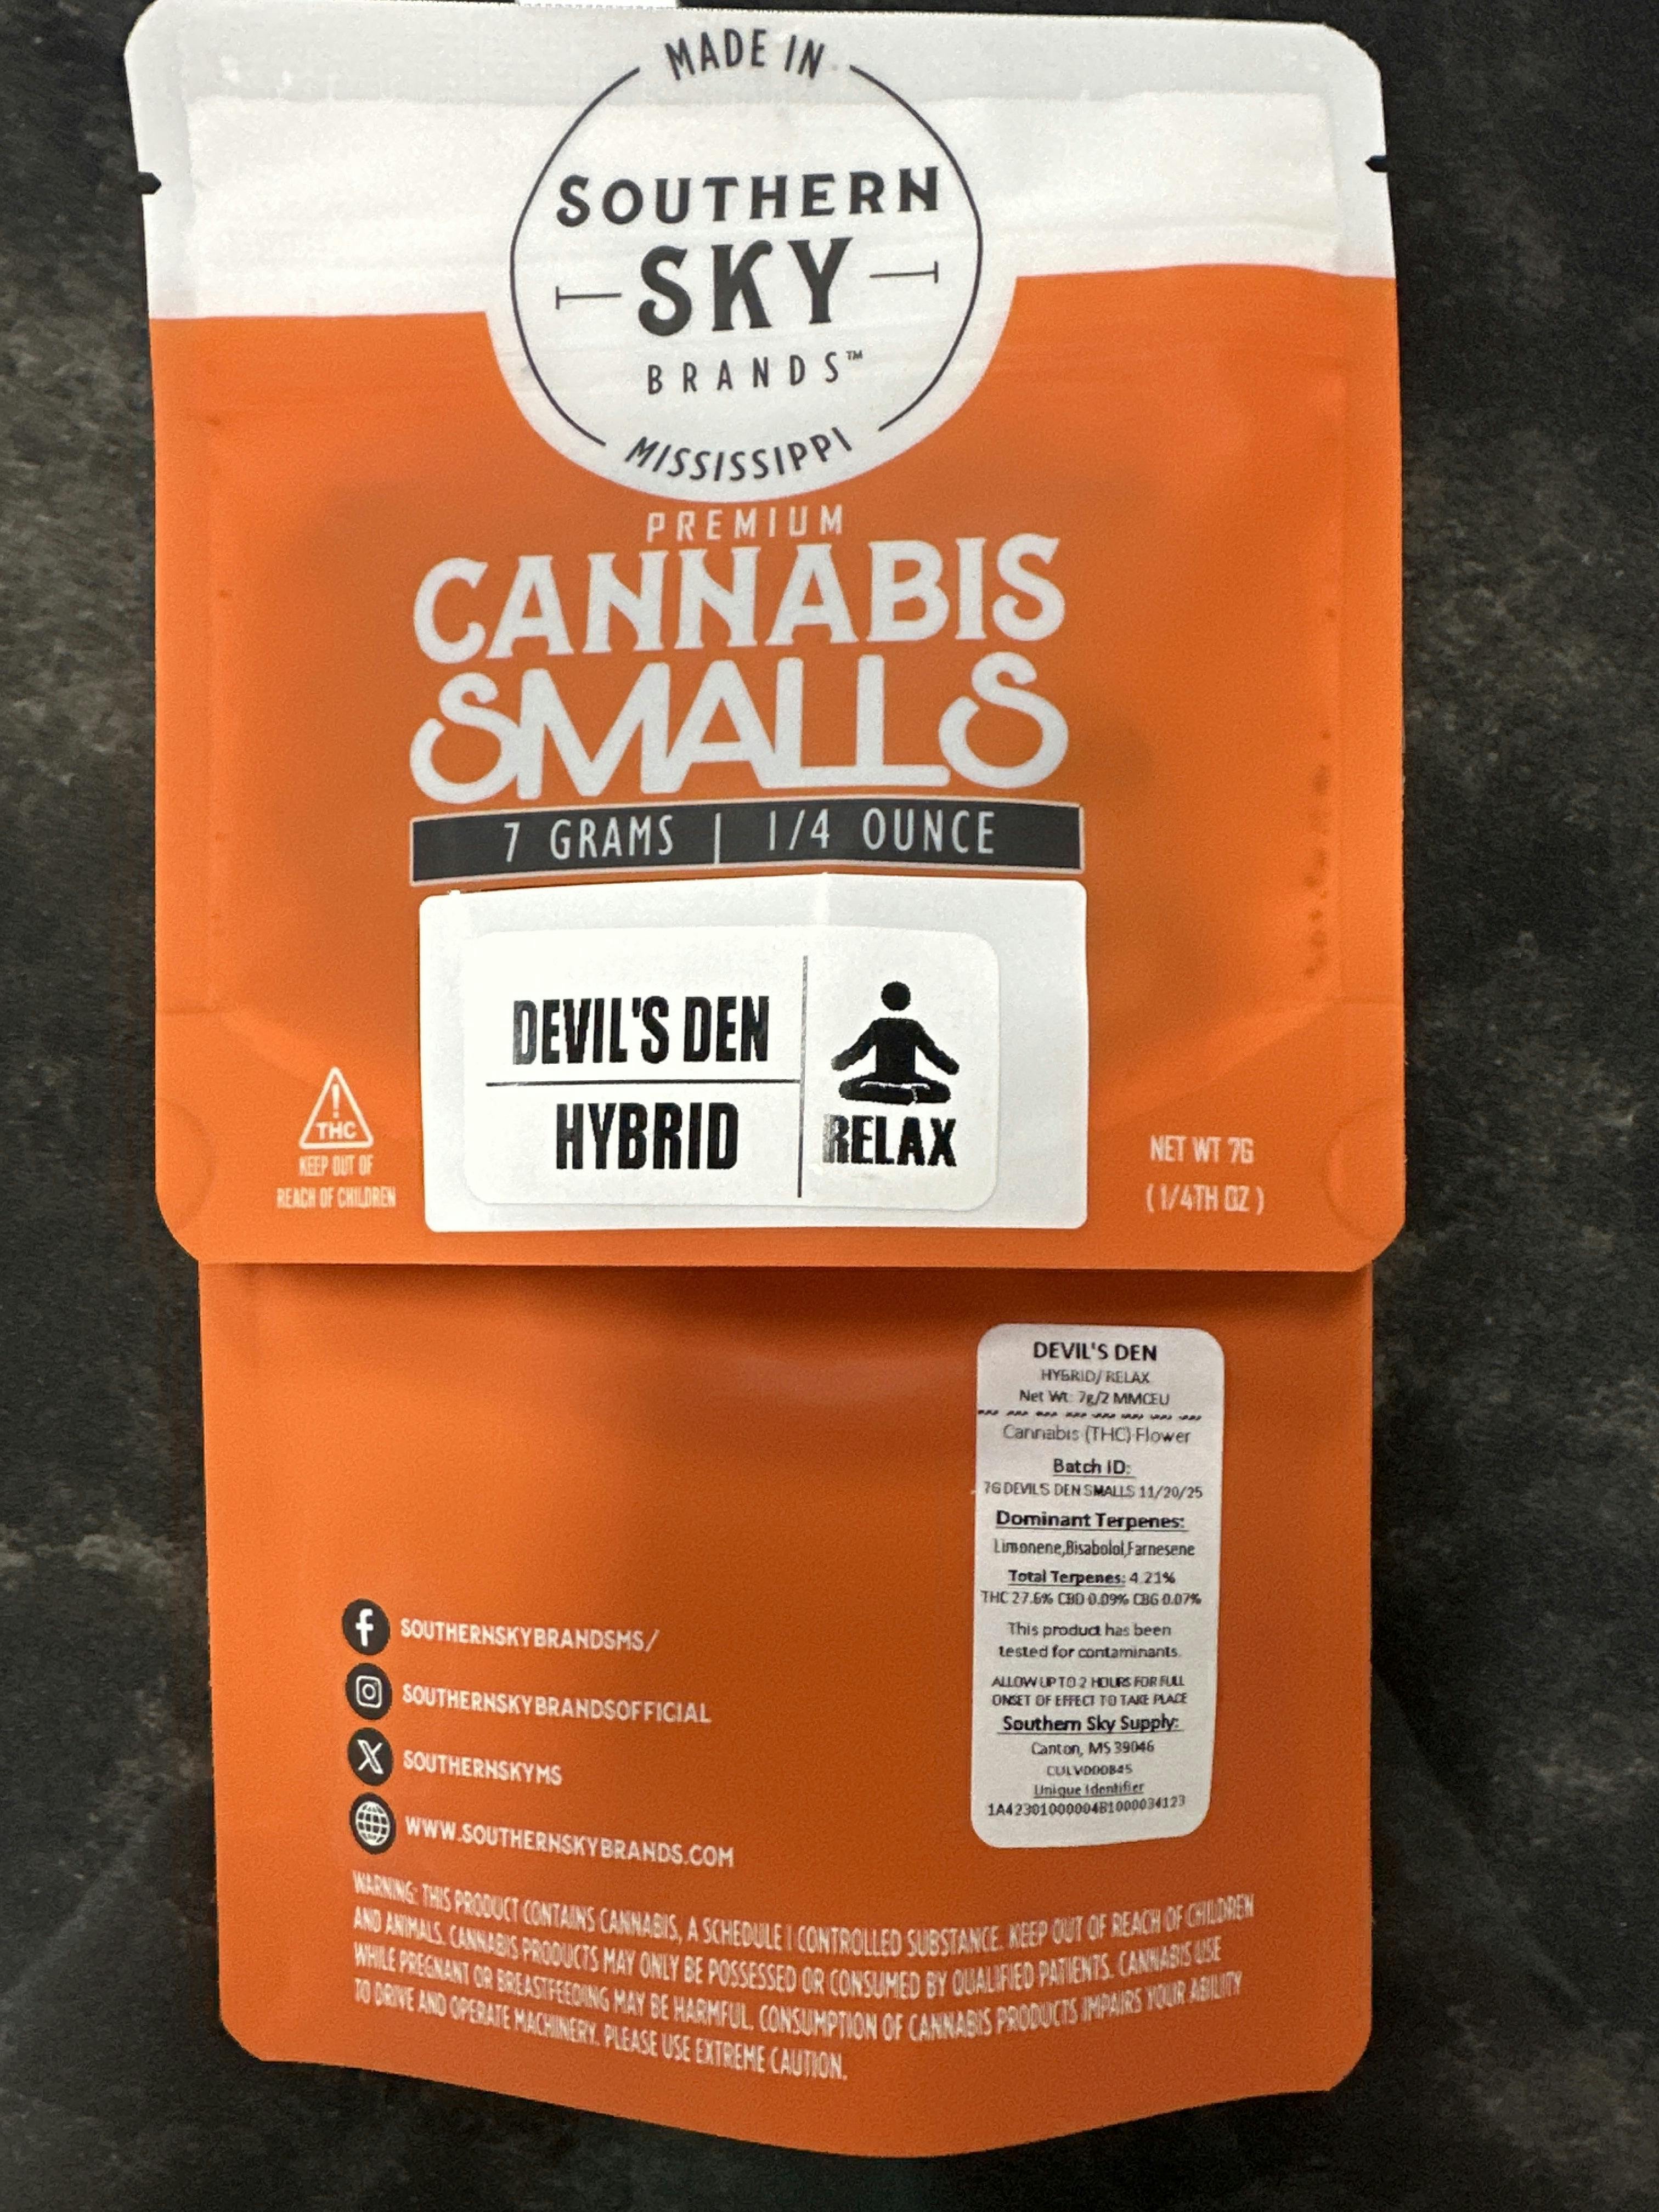 MADE IN
SOUTHERN
SKY
BRANDS™
MISSISSIPPI
PREMIUM
CANNABIS
SMALLS
7 GRAMS | 1/4 OUNCE
DEVIL'S DEN
HYBRID
RELAX
!
THC
KEEP OUT OF
REACH OF CHILDREN
NET WT 7G
(1/4TH OZ)
DEVIL'S DEN
HYBRID/ RELAX
Net Wt: 7g/2 MMCEU
Cannabis (THC) Flower
Batch ID:
7G DEVIL'S DEN SMALLS 11/20/25
Dominant Terpenes:
Limonene,Bisabolol,Farnesene
Total Terpenes: 4.21%
THC 27.6% CBD 0.09% CBG 0.07%
This product has been
tested for contaminants.
ALLOW UP TO 2 HOURS FOR FULL
ONSET OF EFFECT TO TAKE PLACE
Southern Sky Supply:
Canton, MS 39046
CULV000845
Unique Identifier
1A42301000004B1000034123
SOUTHERNSKYBRANDSMS/
SOUTHERNSKYBRANDSOFFICIAL
SOUTHERNSKYMS
WWW.SOUTHERNSKYBRANDS.COM
WARNING: THIS PRODUCT CONTAINS CANNABIS, A SCHEDULE I CONTROLLED SUBSTANCE. KEEP OUT OF REACH OF CHILDREN
AND ANIMALS. CANNABIS PRODUCTS MAY ONLY BE POSSESSED OR CONSUMED BY QUALIFIED PATIENTS. CANNABIS USE
WHILE PREGNANT OR BREASTFEEDING MAY BE HARMFUL. CONSUMPTION OF CANNABIS PRODUCTS IMPAIRS YOUR ABILITY
TO DRIVE AND OPERATE MACHINERY. PLEASE USE EXTREME CAUTION.